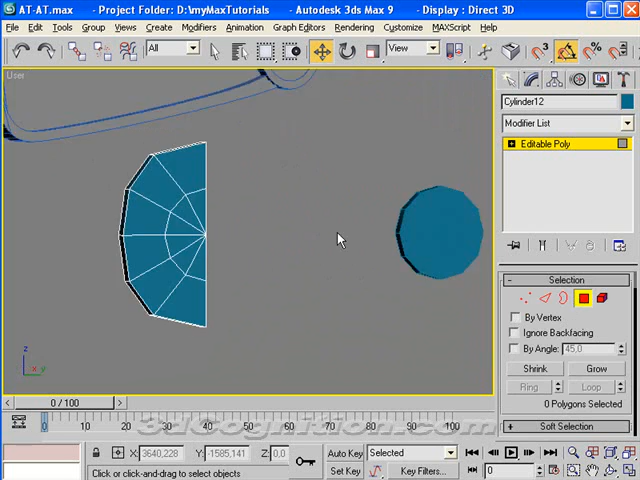 AT-AT.max - Project Folder: D:\myMaxTutorials - Autodesk 3ds Max 9 - Display : Direct 3D
File Edit Tools Group Views Create Modifiers Animation Graph Editors Rendering Customize MAXScript Help
All View
User
Cylinder12
Modifier List
Editable Poly
Selection
By Vertex
Ignore Backfacing
By Angle: 45,0
Shrink Grow
Ring Loop
0 Polygons Selected
Soft Selection
z
x y
0 / 100
0 10 20 30 40 50 60 70 80 90 100
3dCognition.com
X: 3640,228 Y: -1585,141 Z: 0,0
Auto Key Selected
Set Key Key Filters... 0
Click or click-and-drag to select objects